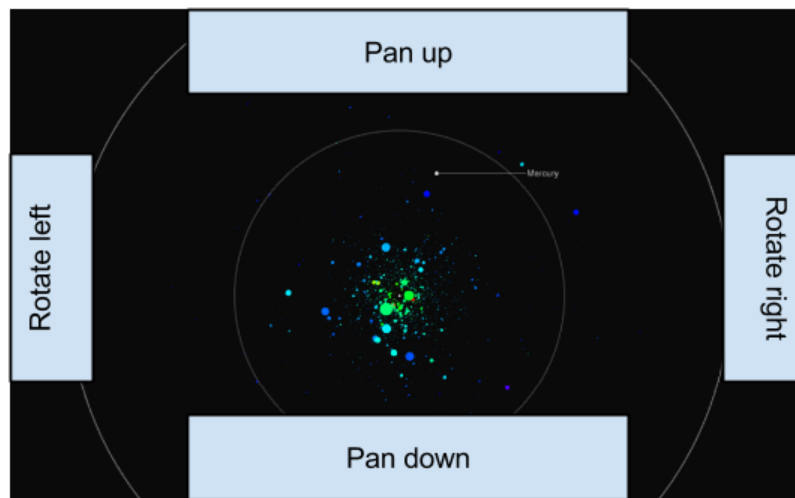 Pan up
Mercury
Rotate left
Rotate right
Pan down